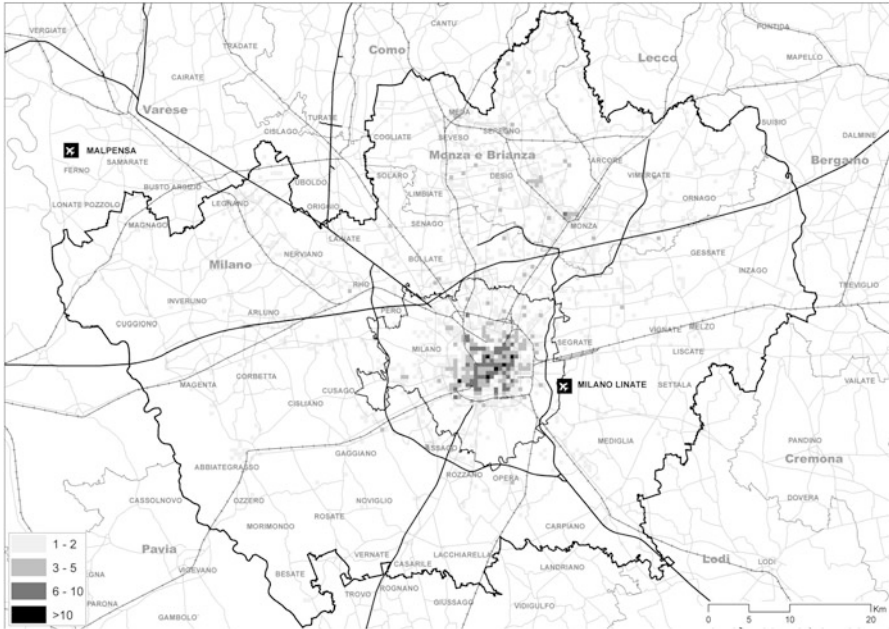 VERGIATE
CANTU
PONTIDA
TRADATE
Como
Lecco
MAPELLO
CAIRATE
Varese
TURATE
MEDA
SUISIO
CISLAGO
COGLIATE
SEVESO
SEREGNO
DALMINE
MALPENSA
Monza e Brianza
ARCORE
Bergamo
SAMARATE
FERNO
SOLARO
DESIO
VIMERCATE
BUSTO ARSIZIO
UBOLDO
LIMBIATE
LONATE POZZOLO
LEGNANO
ORIGGIO
ORNAGO
MAGNAGO
SENAGO
MONZA
LAINATE
NERVIANO
BOLLATE
GESSATE
Milano
INZAGO
RHO
TREVIGLIO
INVERUNO
ARLUNO
PERO
CUGGIONO
MELZO
VIGNATE
MILANO
SEGRATE
LISCATE
CORBETTA
MAGENTA
CUSAGO
MILANO LINATE
SETTALA
VAILATE
CISLIANO
MEDIGLIA
PANDINO
ASSAGO
GAGGIANO
Cremona
ABBIATEGRASSO
ROZZANO
OPERA
CASSOLNOVO
OZZERO
NOVIGLIO
DOVERA
ROSATE
MORIMONDO
CARPIANO
1 - 2
Pavia
VERNATE
LACCHIARELLA
Lodi
LODI
3 - 5
CASARILE
LANDRIANO
VIGEVANO
BESATE
6 - 10
ROGNANO
TROVO
PARONA
GIUSSAGO
VIDIGULFO
Km
>10
GAMBOLO
0 5 10 20